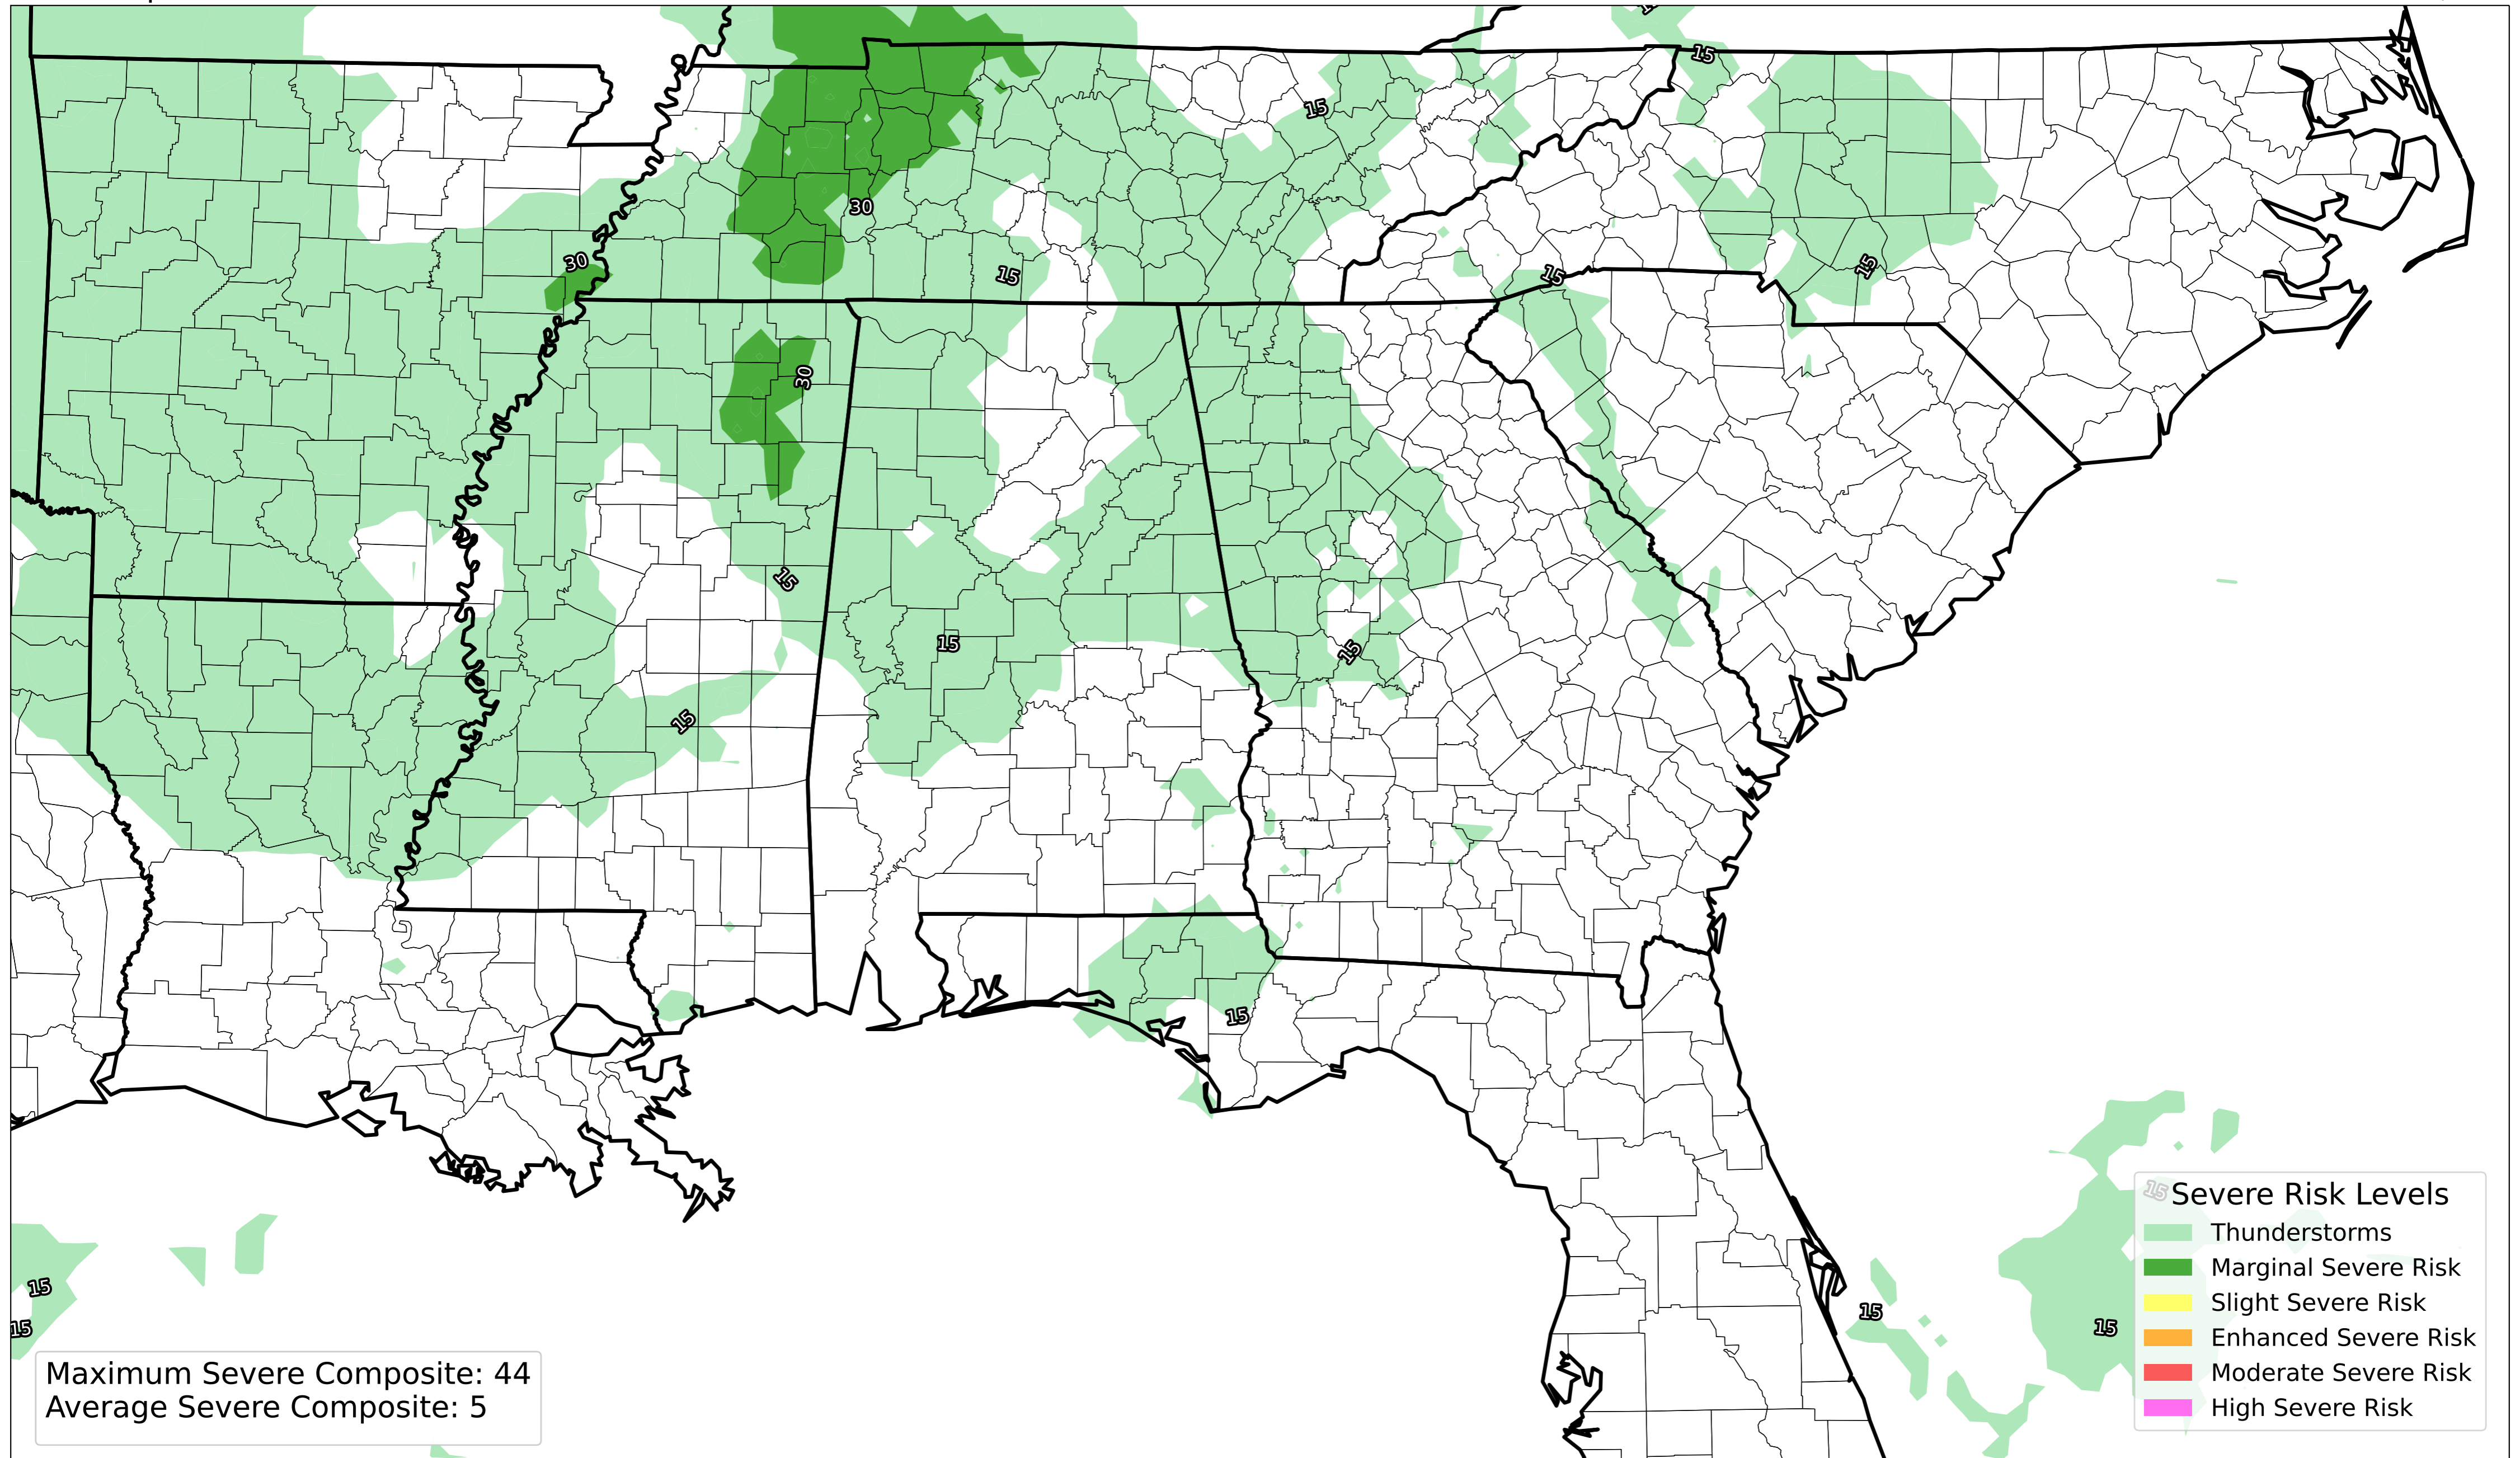 15
15
15
30
30
15
15
15
30
15
15
15
15
15
15
Severe Risk Levels
Thunderstorms
Marginal Severe Risk
Slight Severe Risk
Enhanced Severe Risk
Moderate Severe Risk
High Severe Risk
15
15
15
15
Maximum Severe Composite: 44
Average Severe Composite: 5